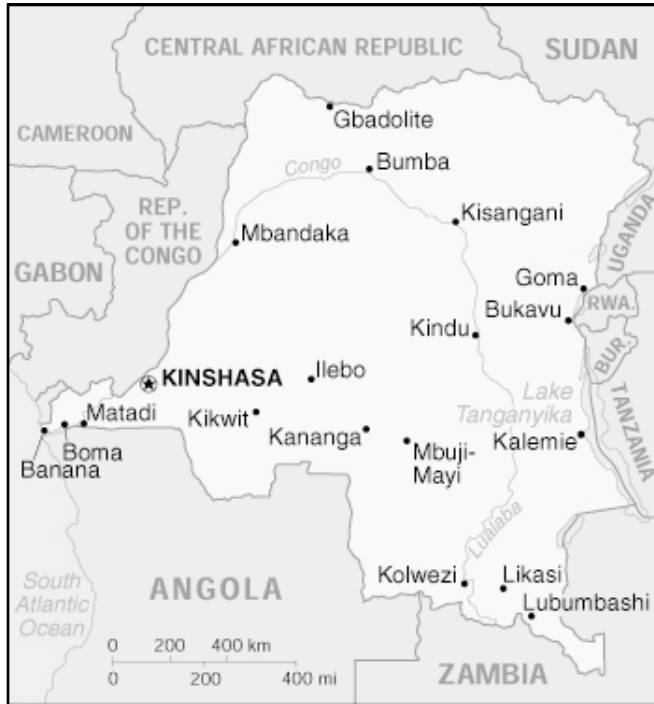 CENTRAL AFRICAN REPUBLIC
SUDAN
CAMEROON
Gbadolite
Congo
Bumba
REP.
OF THE
CONGO
Mbandaka
Kisangani
UGANDA
GABON
Goma
RWA.
Bukavu
Kindu
BUR.
KINSHASA
Ilebo
Lake
Tanganyika
TANZANIA
Matadi
Kikwit
Kananga
Mbuji-
Mayi
Kalemie
Boma
Banana
Lualaba
South
Atlantic
Ocean
ANGOLA
Kolwezi
Likasi
Lubumbashi
0 200 400 km
0 200 400 mi
ZAMBIA